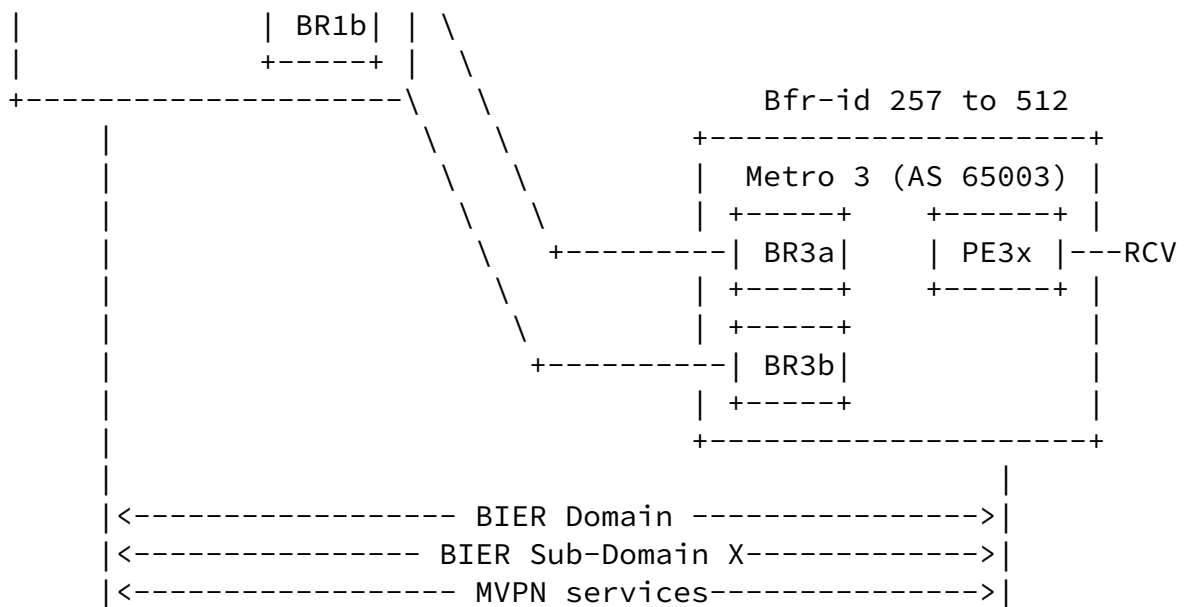 |              | BR1b| |  \
|              +-----+ |   \
+----------------------\    \             Bfr-id 257 to 512
     |                  \    \        +---------------------+
     |                   \    \       |  Metro 3 (AS 65003) |
     |                    \    \      | +-----+    +------+ |
     |                     \    +---------| BR3a|    | PE3x |---RCV
     |                      \         | +-----+    +------+ |
     |                       \        | +-----+             |
     |                        +----------| BR3b|             |
     |                                | +-----+             |
     |                                +---------------------+
     |                                                 |
     |<------------------- BIER Domain ---------------->|
     |<----------------- BIER Sub-Domain X------------->|
     |<------------------- MVPN services--------------->|